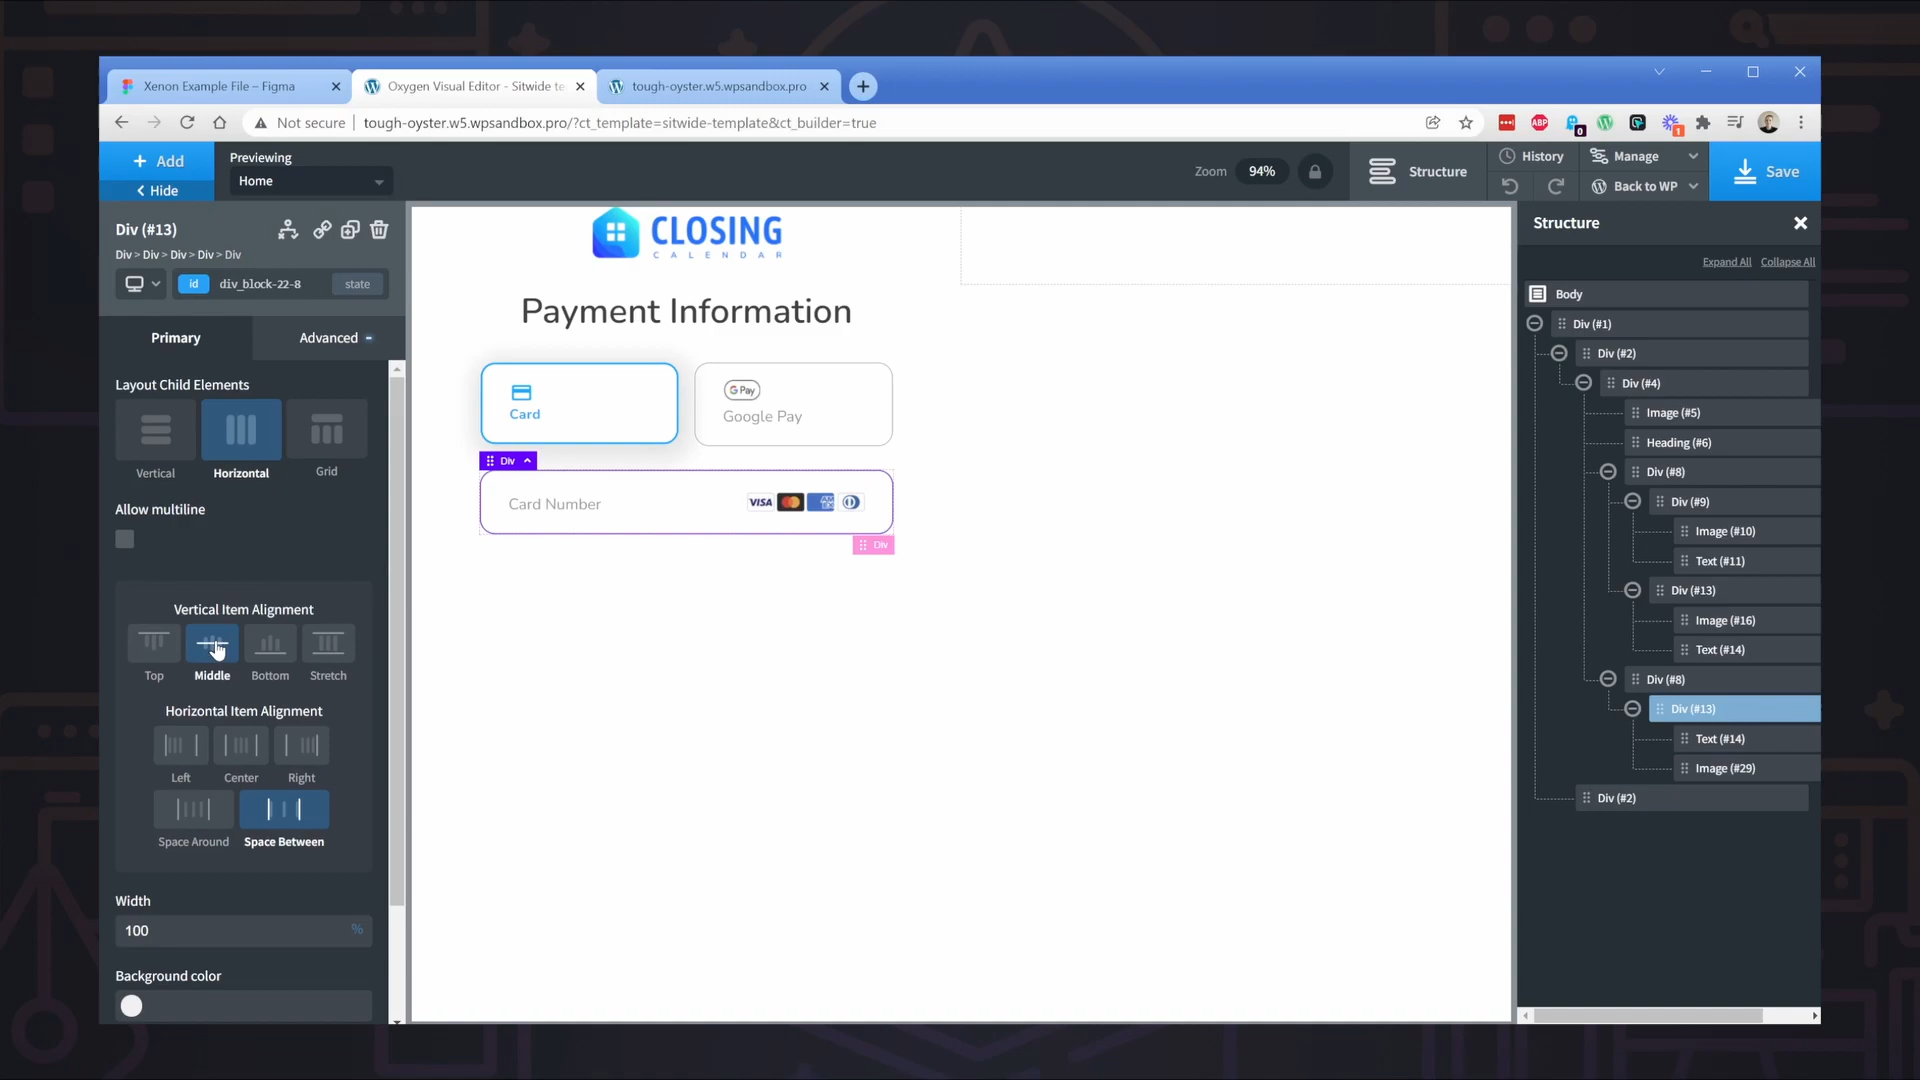 Xenon Example File – Figma
Oxygen Visual Editor - Sitwide te
tough-oyster.w5.wpsandbox.pro
Not secure
tough-oyster.w5.wpsandbox.pro/?ct_template=sitwide-template&ct_builder=true
ABP
0
1
Add
Hide
Previewing
Home
Zoom
94%
Structure
History
Manage
Back to WP
Save
Div (#13)
Div > Div > Div > Div > Div
id
div_block-22-8
state
Primary
Advanced
Layout Child Elements
Vertical
Horizontal
Grid
Allow multiline
Vertical Item Alignment
Top
Middle
Bottom
Stretch
Horizontal Item Alignment
Left
Center
Right
Space Around
Space Between
Width
100
%
Background color
CLOSING
CALENDAR
Payment Information
Card
G Pay
Google Pay
Div
Card Number
VISA
Div
Structure
Expand All
Collapse All
Body
Div (#1)
Div (#2)
Div (#4)
Image (#5)
Heading (#6)
Div (#8)
Div (#9)
Image (#10)
Text (#11)
Div (#13)
Image (#16)
Text (#14)
Div (#8)
Div (#13)
Text (#14)
Image (#29)
Div (#2)